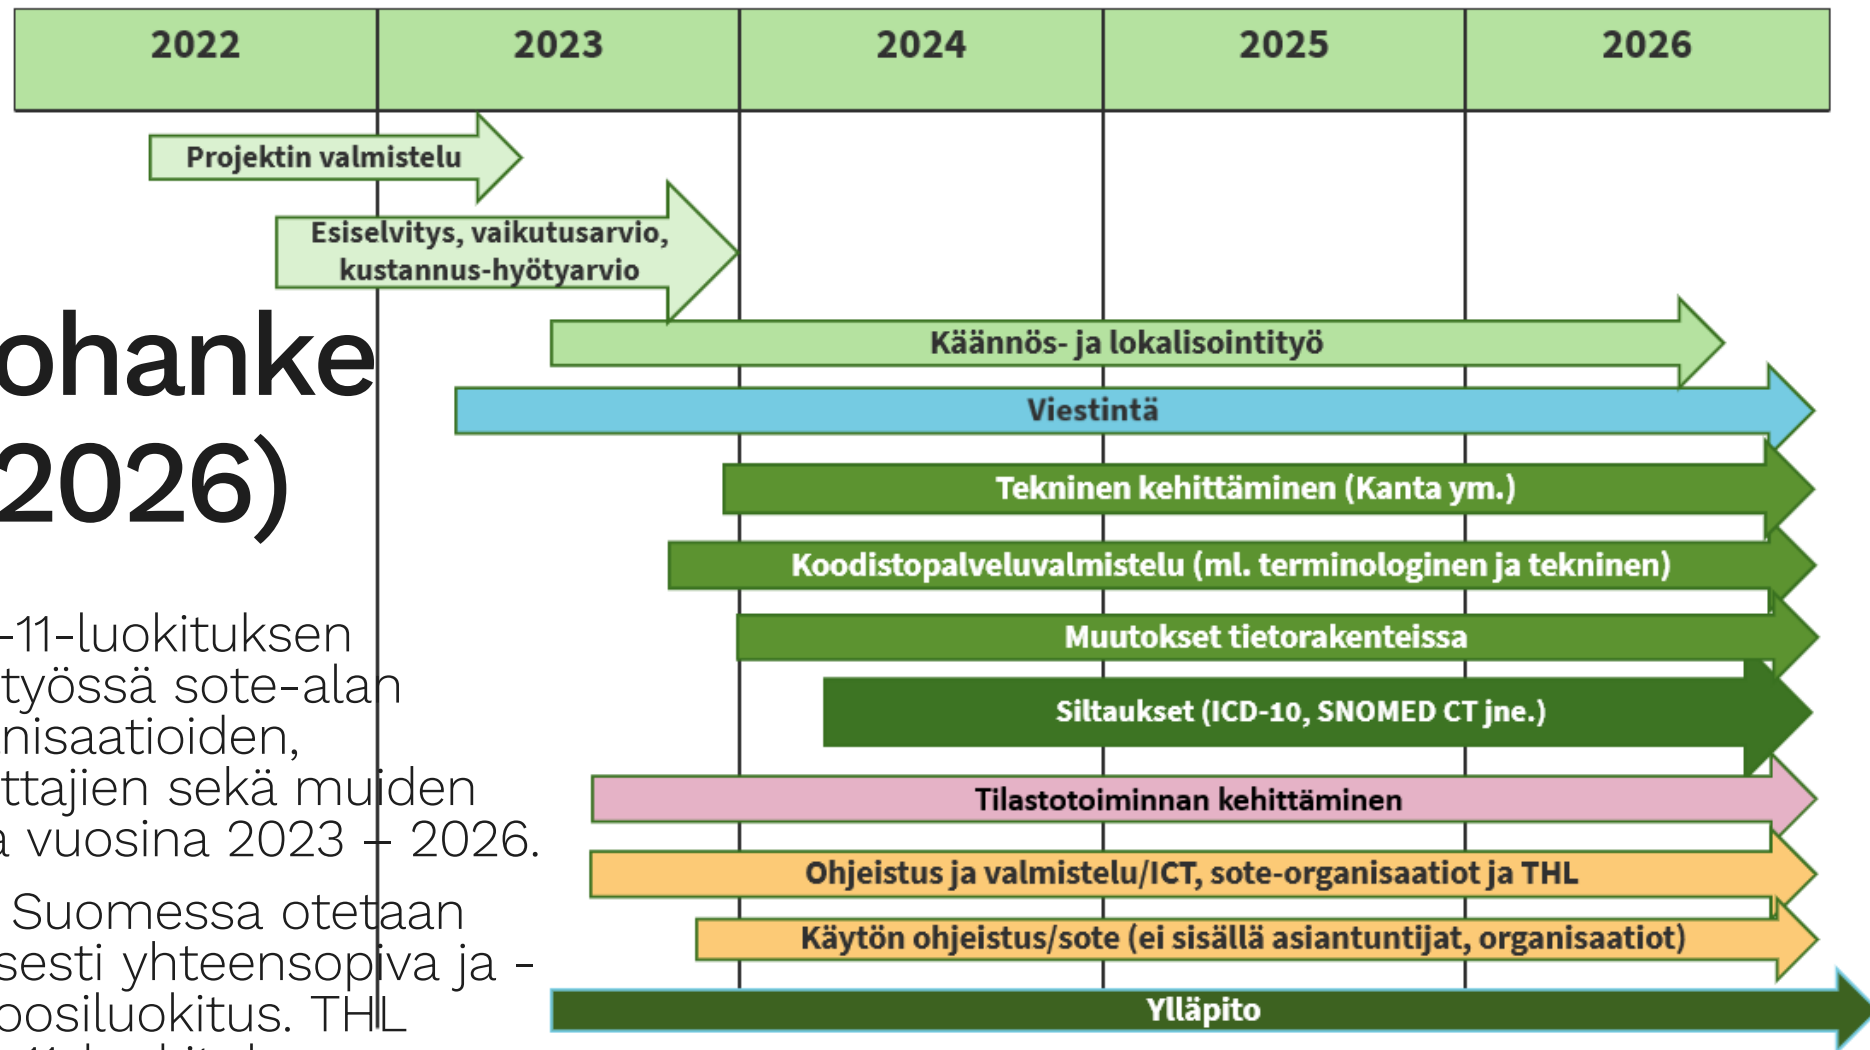 2022 2023 2024 2025 2026
Projektin valmistelu
Esiselvitys, vaikutusarvio,
kustannus-hyötyarvio
ohanke
2026)
Käännös- ja lokalisointityö
Viestintä
Tekninen kehittäminen (Kanta ym.)
Koodistopalveluvalmistelu (ml. terminologinen ja tekninen)
Muutokset tietorakenteissa
Siltaukset (ICD-10, SNOMED CT jne.)
Tilastotoiminnan kehittäminen
Ohjeistus ja valmistelu/ICT, sote-organisaatiot ja THL
Käytön ohjeistus/sote (ei sisällä asiantuntijat, organisaatiot)
Ylläpito
-11-luokituksen
työssä sote-alan
nisaatioiden,
ttajien sekä muiden
a vuosina 2023 – 2026.
Suomessa otetaan
sesti yhteensopiva ja -
oosiluokitus. THL